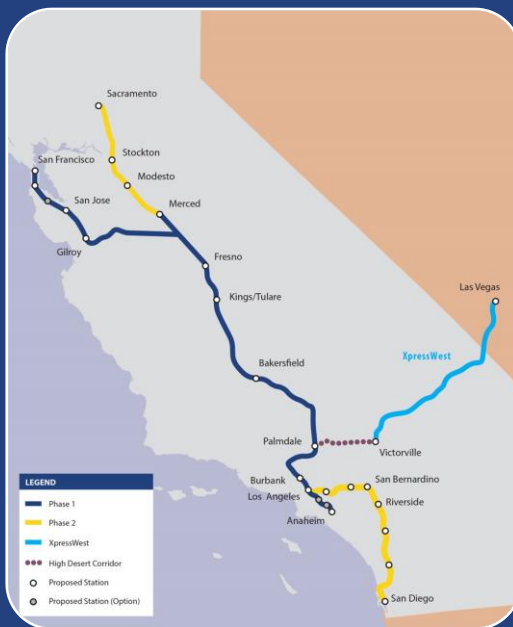 Sacramento
Stockton
San Francisco
Modesto
San Jose
Merced
Gilroy
Fresno
Las Vegas
Kings/Tulare
XpressWest
Bakersfield
Palmdale
Victorville
Burbank
San Bernardino
Los Angeles
Riverside
Anaheim
San Diego
LEGEND
Phase 1
Phase 2
XpressWest
High Desert Corridor
Proposed Station
Proposed Station (Option)